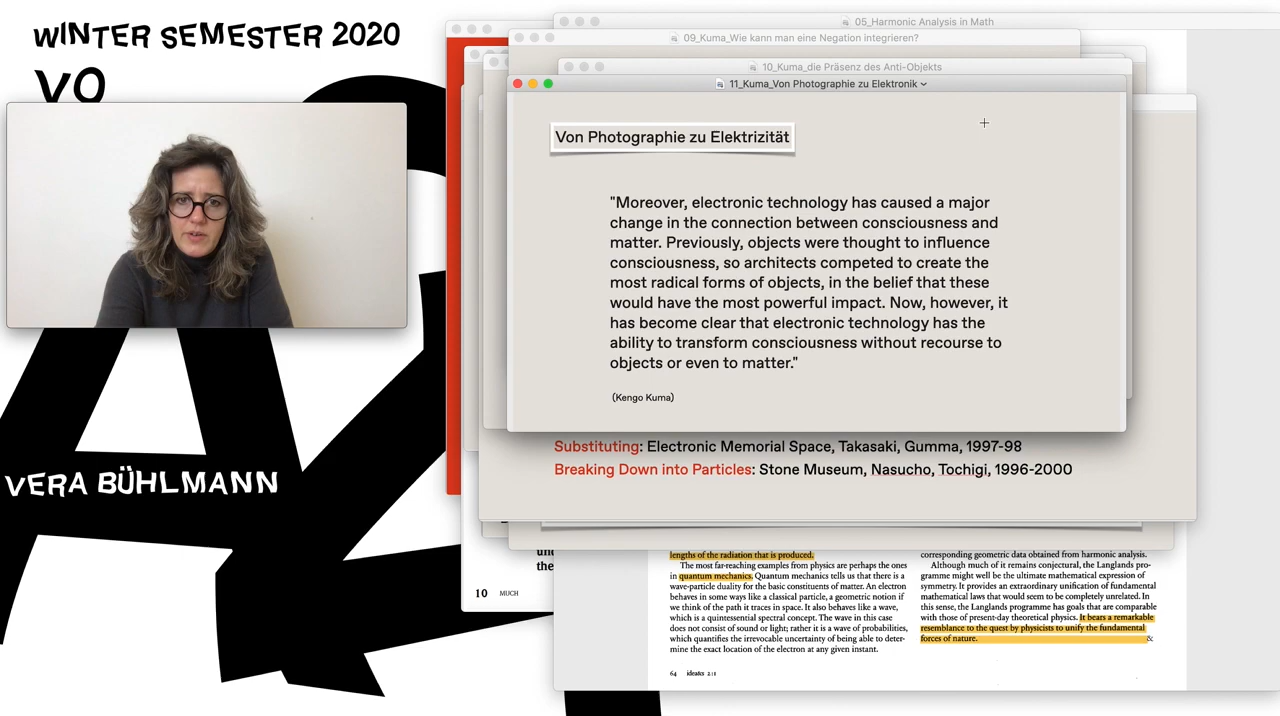 WINTER SEMESTER 2020
VO
VERA BÜHLMANN
05_Harmonic Analysis in Math
09_Kuma_Wie kann man eine Negation integrieren?
10_Kuma_die Präsenz des Anti-Objekts
11_Kuma_Von Photographie zu Elektronik
Von Photographie zu Elektrizität
"Moreover, electronic technology has caused a major
change in the connection between consciousness and
matter. Previously, objects were thought to influence
consciousness, so architects competed to create the
most radical forms of objects, in the belief that these
would have the most powerful impact. Now, however, it
has become clear that electronic technology has the
ability to transform consciousness without recourse to
objects or even to matter."
(Kengo Kuma)
Substituting: Electronic Memorial Space, Takasaki, Gumma, 1997-98
Breaking Down into Particles: Stone Museum, Nasucho, Tochigi, 1996-2000
und
the
10 MUCH
lengths of the radiation that is produced.
The most far-reaching examples from physics are perhaps the ones
in quantum mechanics. Quantum mechanics tells us that there is a
wave-particle duality for the basic constituents of matter. An electron
behaves in some ways like a classical particle, a geometric notion if
we think of the path it traces in space. It also behaves like a wave,
which is a quintessential spectral concept. The wave in this case
does not consist of sound or light; rather it is a wave of probabilities,
which quantifies the irrevocable uncertainty of being able to deter-
mine the exact location of the electron at any given instant.
64 ideas 2:1
corresponding geometric data obtained from harmonic analysis.
Although much of it remains conjectural, the Langlands pro-
gramme might well be the ultimate mathematical expression of
symmetry. It provides an extraordinary unification of fundamental
mathematical laws that would seem to be completely unrelated. In
this sense, the Langlands programme has goals that are comparable
with those of present-day theoretical physics. It bears a remarkable
resemblance to the quest by physicists to unify the fundamental
forces of nature. &